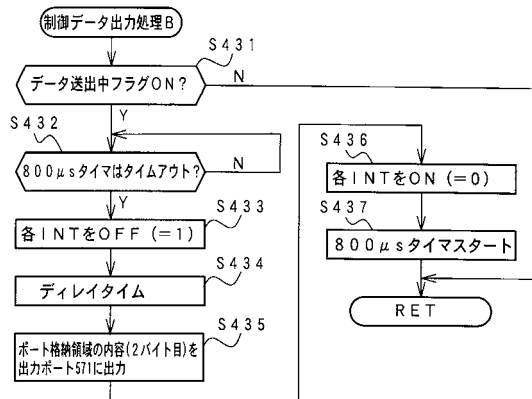 制御データ出力処理B
S431
データ送出中フラグON?
N
Y
S432
800μsタイマはタイムアウト?
N
Y
S433
各INTをOFF (=1)
S434
ディレイタイム
S435
ポート格納領域の内容(2バイト目)を
出力ポート571に出力
S436
各INTをON (=0)
S437
800μsタイマスタート
RET